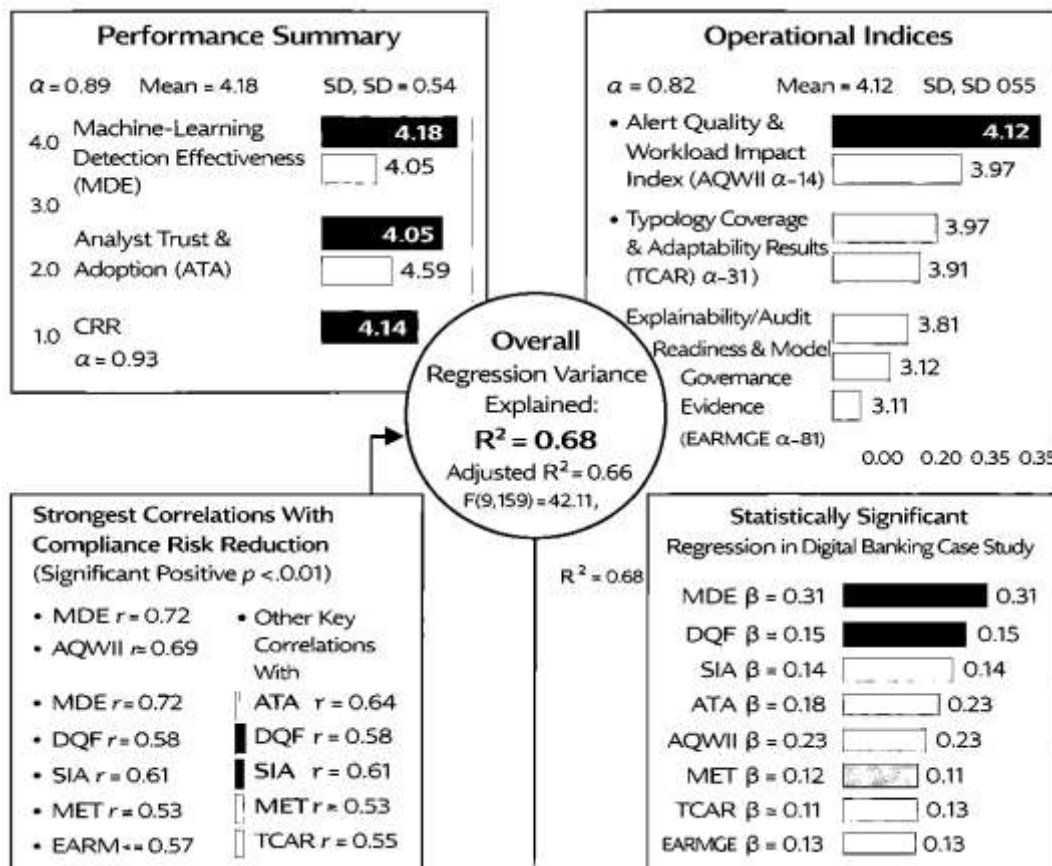 Performance Summary
α = 0.89 Mean = 4.18 SD, SD = 0.54
4.0
Machine-Learning
Detection Effectiveness
(MDE)
4.18
4.05
3.0
Analyst Trust &
Adoption (ATA)
2.0
4.05
4.59
1.0
CRR
α = 0.93
4.14
Operational Indices
α = 0.82 Mean = 4.12 SD, SD 055
• Alert Quality &
Workload Impact
Index (AQWII α-14)
4.12
3.97
• Typology Coverage
& Adaptability Results
(TCAR) α-31)
3.97
3.91
Explainability/Audit
Readiness & Model
Governance
Evidence
(EARMGE α-81)
3.81
3.12
3.11
0.00 0.20 0.35 0.35
Overall
Regression Variance
Explained:
R² = 0.68
Adjusted R² = 0.66
F(9,159) = 42.11,
Strongest Correlations With
Compliance Risk Reduction
(Significant Positive p <.0.01)
• MDE r = 0.72
• AQWII r = 0.69
• MDE r = 0.72
• DQF r = 0.58
• SIA r = 0.61
• MET r = 0.53
• EARM = 0.57
• Other Key
Correlations
With
ATA r = 0.64
DQF r = 0.58
SIA r = 0.61
MET r = 0.53
TCAR r = 0.55
R² = 0.68
Statistically Significant
Regression in Digital Banking Case Study
MDE β = 0.31 0.31
DQF β = 0.15 0.15
SIA β = 0.14 0.14
ATA β = 0.18 0.23
AQWII β = 0.23 0.23
MET β = 0.12 0.11
TCAR β = 0.11 0.13
EARMGE β = 0.13 0.13